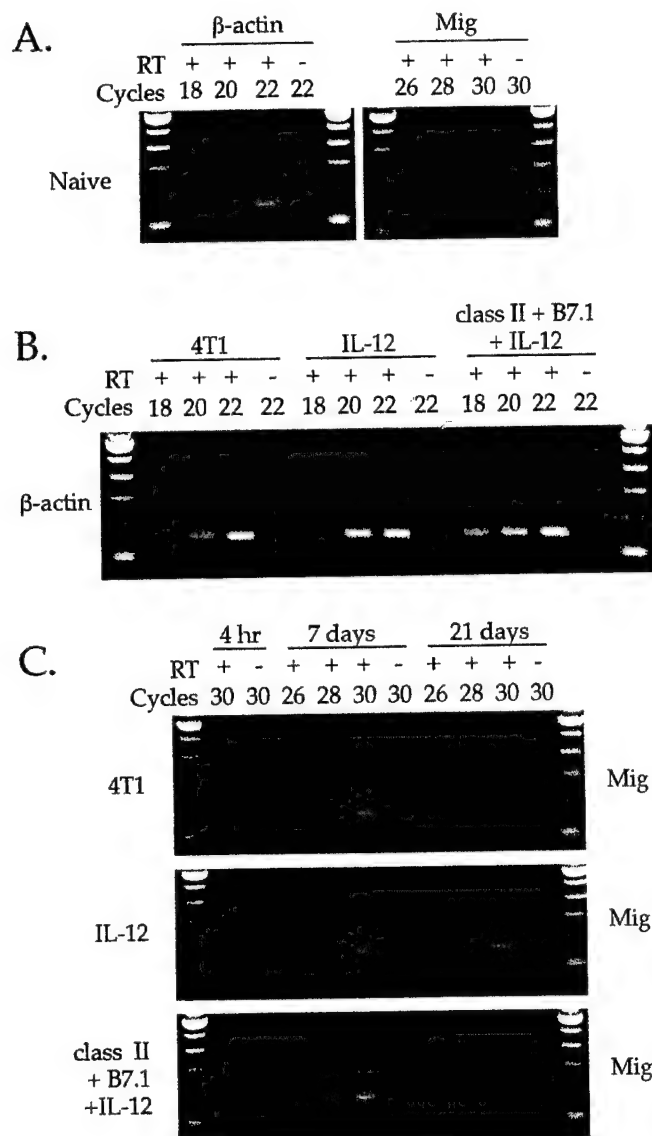 A.
β-actin Mig
RT + + + - + + + -
Cycles 18 20 22 22 26 28 30 30
Naive
B.
class II + B7.1
4T1 IL-12 + IL-12
RT + + + - + + + - + + + -
Cycles 18 20 22 22 18 20 22 22 18 20 22 22
β-actin
C.
4 hr 7 days 21 days
RT + - + + + - + + + -
Cycles 30 30 26 28 30 30 26 28 30 30
4T1 Mig
IL-12 Mig
class II
+ B7.1 Mig
+IL-12